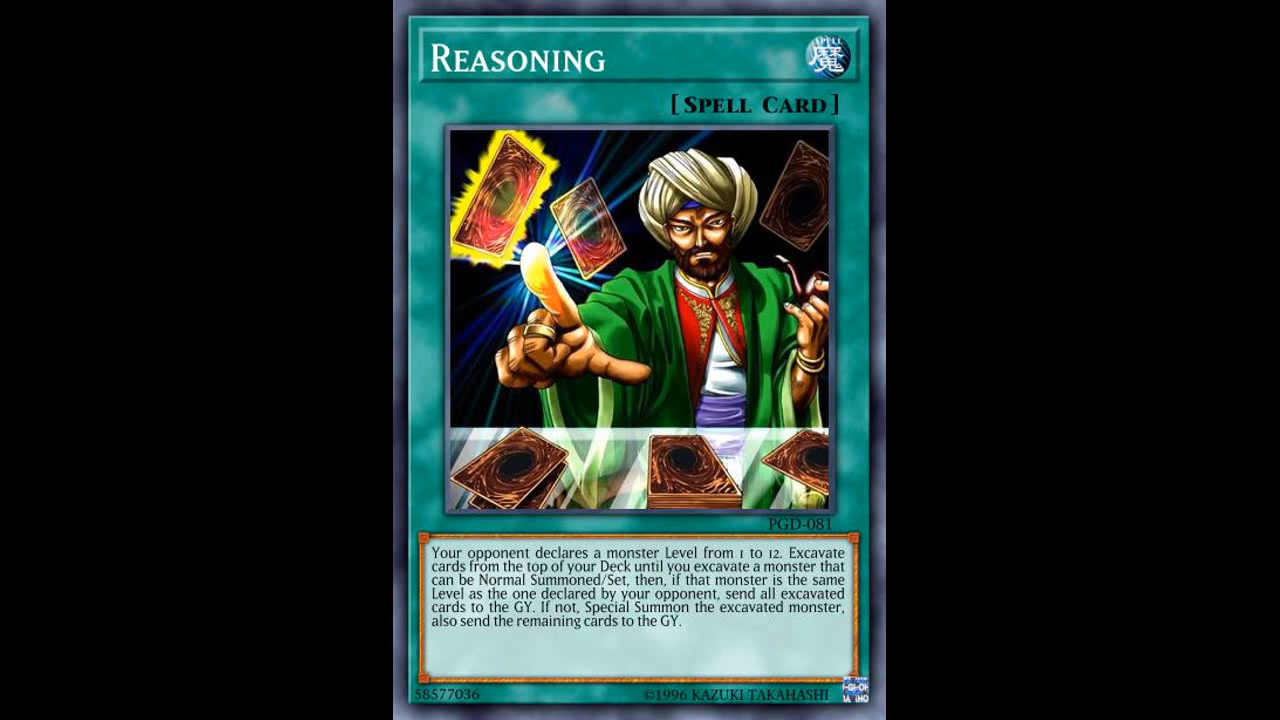 REASONING
SPELL
魔
[ SPELL CARD ]
PGD-081
Your opponent declares a monster Level from 1 to 12. Excavate
cards from the top of your Deck until you excavate a monster that
can be Normal Summoned/Set, then, if that monster is the same
Level as the one declared by your opponent, send all excavated
cards to the GY. If not, Special Summon the excavated monster,
also send the remaining cards to the GY.
58577036
©1996 KAZUKI TAKAHASHI